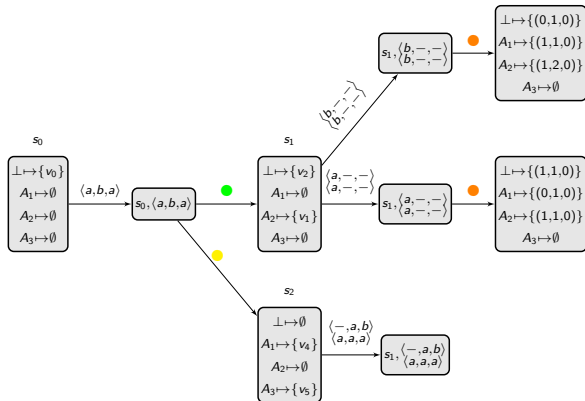 s₀
⊥↦{v₀}
A₁↦∅
A₂↦∅
A₃↦∅
⟨a,b,a⟩
s₀,⟨a,b,a⟩
s₁
⊥↦{v₂}
A₁↦∅
A₂↦{v₁}
A₃↦∅
⟨b,−,−⟩
⟨b,−,−⟩
s₁,⟨b,−,−⟩
⟨b,−,−⟩
⊥↦{(0,1,0)}
A₁↦{(1,1,0)}
A₂↦{(1,2,0)}
A₃↦∅
⟨a,−,−⟩
⟨a,−,−⟩
s₁,⟨a,−,−⟩
⟨a,−,−⟩
⊥↦{(1,1,0)}
A₁↦{(0,1,0)}
A₂↦{(1,1,0)}
A₃↦∅
s₂
⊥↦∅
A₁↦{v₄}
A₂↦∅
A₃↦{v₅}
⟨−,a,b⟩
⟨a,a,a⟩
s₁,⟨−,a,b⟩
⟨a,a,a⟩